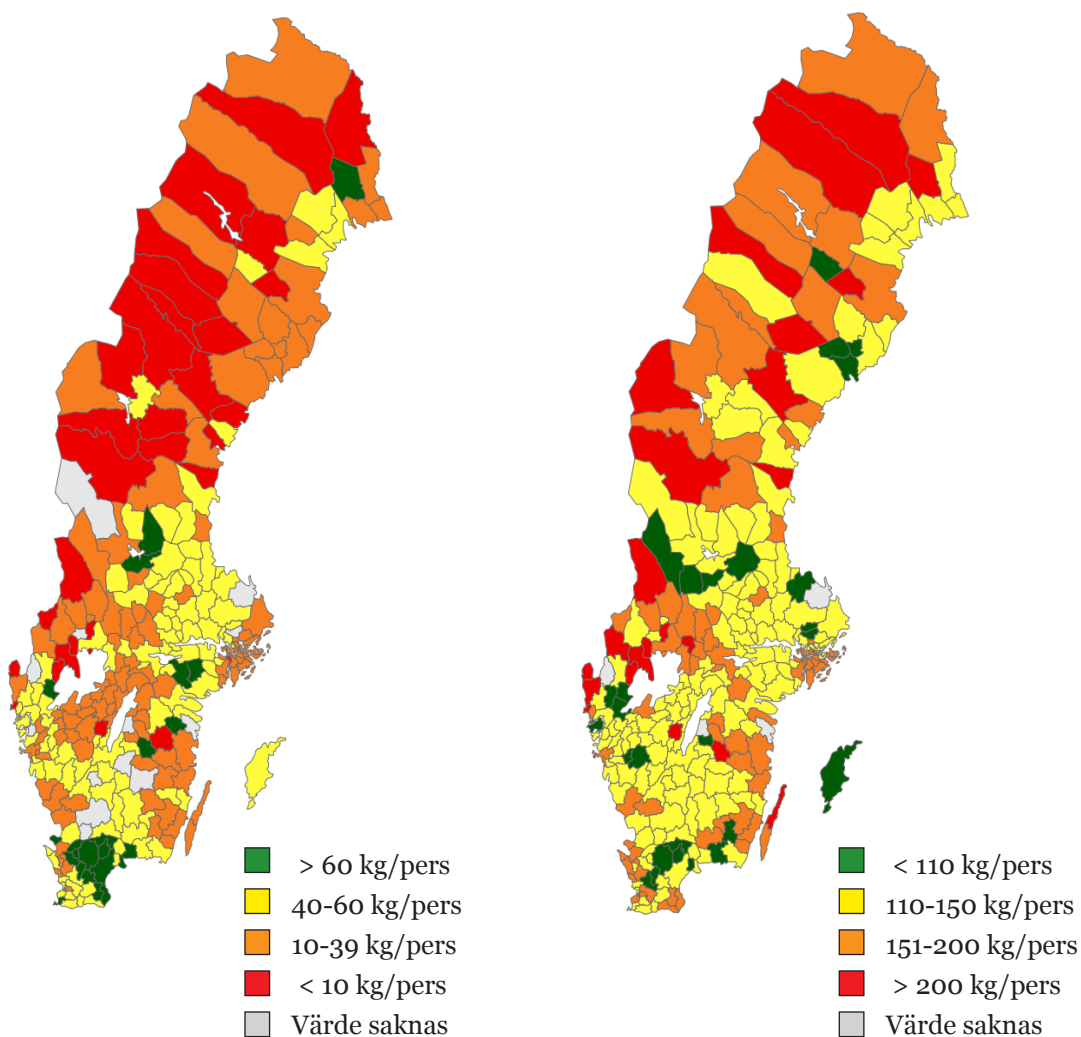 > 60 kg/pers
40-60 kg/pers
10-39 kg/pers
< 10 kg/pers
Värde saknas
< 110 kg/pers
110-150 kg/pers
151-200 kg/pers
> 200 kg/pers
Värde saknas